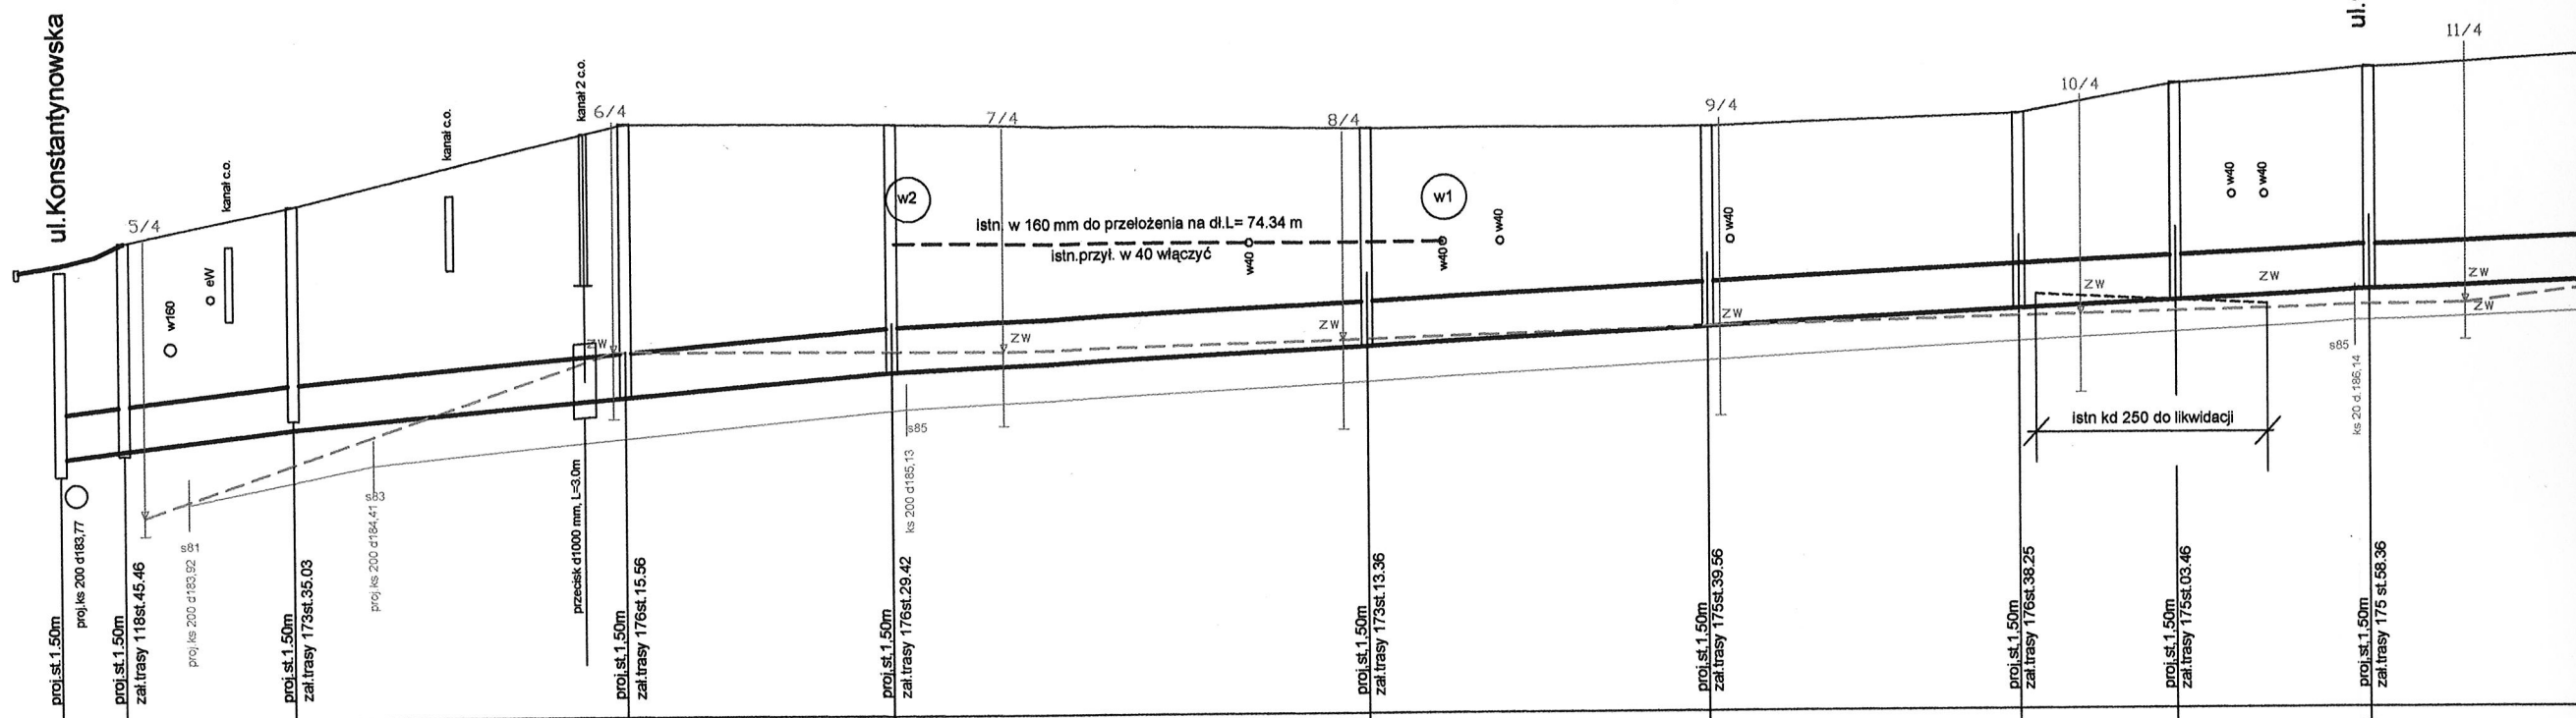 ul.Konstantynowska
5/4
w160
eW
kanał c.o.
kanał c.o.
kanał 2 c.o.
6/4
7/4
8/4
9/4
10/4
11/4
w2
w1
istn. w 160 mm do przełożenia na dł.L= 74.34 m
istn.przył. w 40 włączyć
w40
w40
w40
w40
w40
w40
ZW
ZW
ZW
ZW
ZW
ZW
ZW
ZW
istn kd 250 do likwidacji
s81
s83
s85
s85
proj.ks 200 d183,77
proj.ks 200 d183,92
proj.ks 200 d184,41
przecisk d1000 mm, L=3.0m
ks 200 d185,13
ks 20 d.186,14
proj.st.1.50m
proj.st.1.50m
zał.trasy 118st.45.46
proj.st.1.50m
zał.trasy 173st.35.03
proj.st,1,50m
zał.trasy 176st.15.56
proj.st,1,50m
zał.trasy 176st.29.42
proj.st,1,50m
zał.trasy 173st.13.36
proj.st,1,50m
zał.trasy 175st.39.56
proj.st,1,50m
zał.trasy 176st.38.25
proj.st,1,50m
zał.trasy 175st.03.46
proj.st,1,50m
zał.trasy 175 st.58.36
ul.